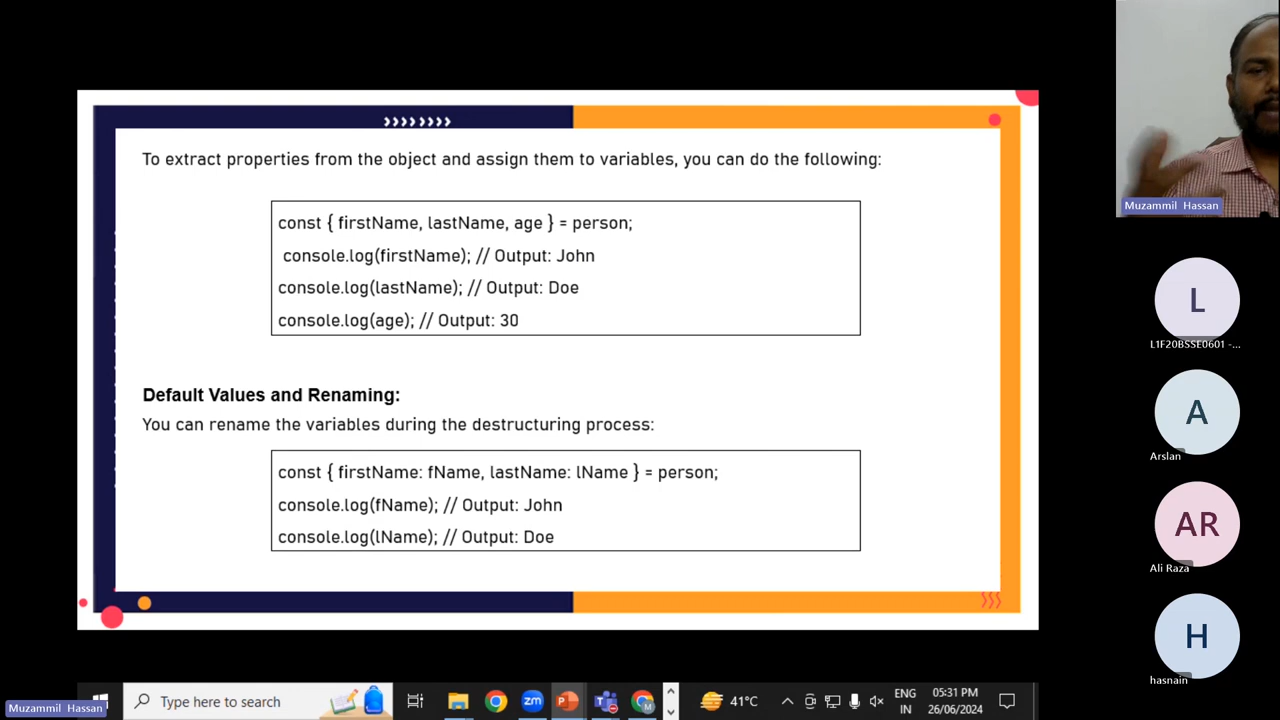 To extract properties from the object and assign them to variables, you can do the following:
const { firstName, lastName, age } = person;
console.log(firstName); // Output: John
console.log(lastName); // Output: Doe
console.log(age); // Output: 30
Default Values and Renaming:
You can rename the variables during the destructuring process:
const { firstName: fName, lastName: lName } = person;
console.log(fName); // Output: John
console.log(lName); // Output: Doe
Muzammil Hassan
L
L1F20BSSE0601 -...
A
Arslan
AR
Ali Raza
H
hasnain
Muzammil Hassan
Type here to search
zm
P
M
41°C
ENG
IN
05:31 PM
26/06/2024